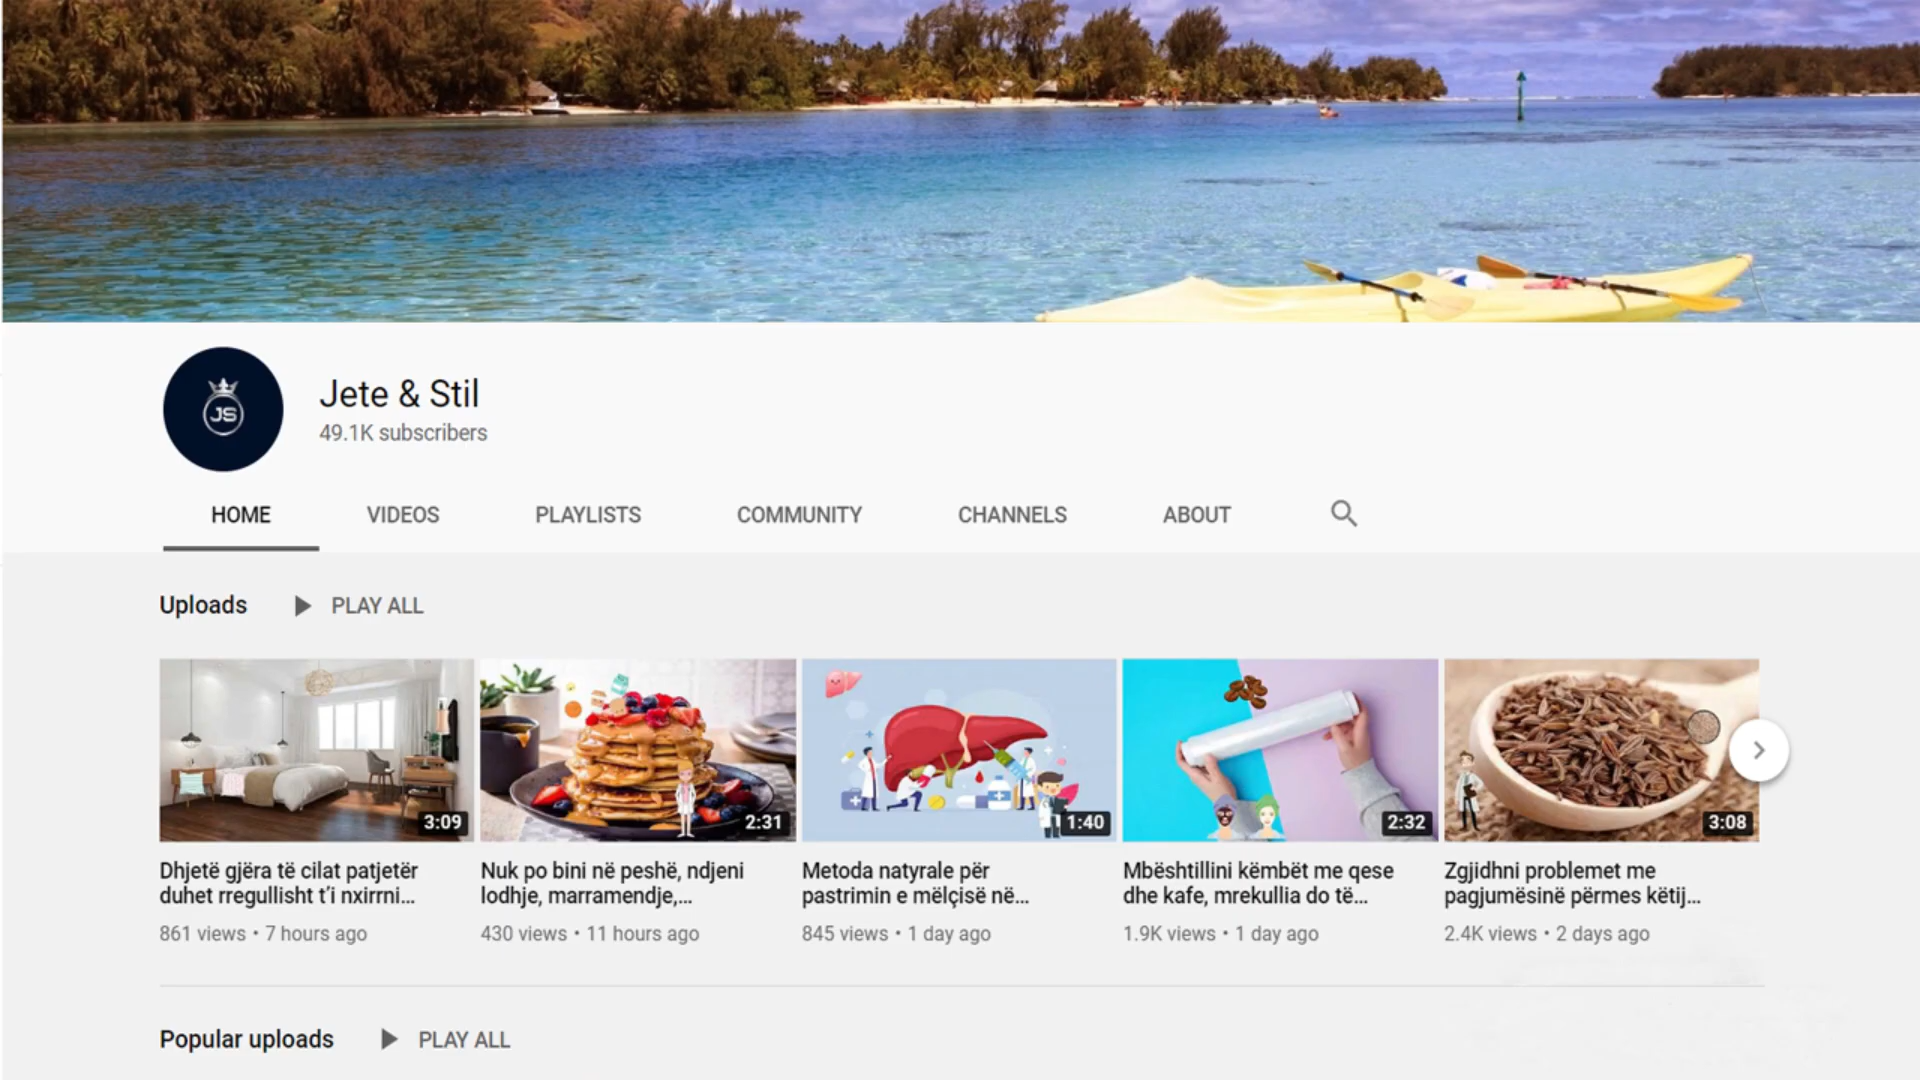 JS
Jete & Stil
49.1K subscribers
HOME VIDEOS PLAYLISTS COMMUNITY CHANNELS ABOUT
Uploads PLAY ALL
3:09 2:31 1:40 2:32 3:08
Dhjetë gjëra të cilat patjetër
duhet rregullisht t'i nxirrni...
861 views • 7 hours ago
Nuk po bini në peshë, ndjeni
lodhje, marramendje,...
430 views • 11 hours ago
Metoda natyrale për
pastrimin e mëlçisë në...
845 views • 1 day ago
Mbështillini këmbët me qese
dhe kafe, mrekullia do të...
1.9K views • 1 day ago
Zgjidhni problemet me
pagjumësinë përmes këtij...
2.4K views • 2 days ago
Popular uploads PLAY ALL